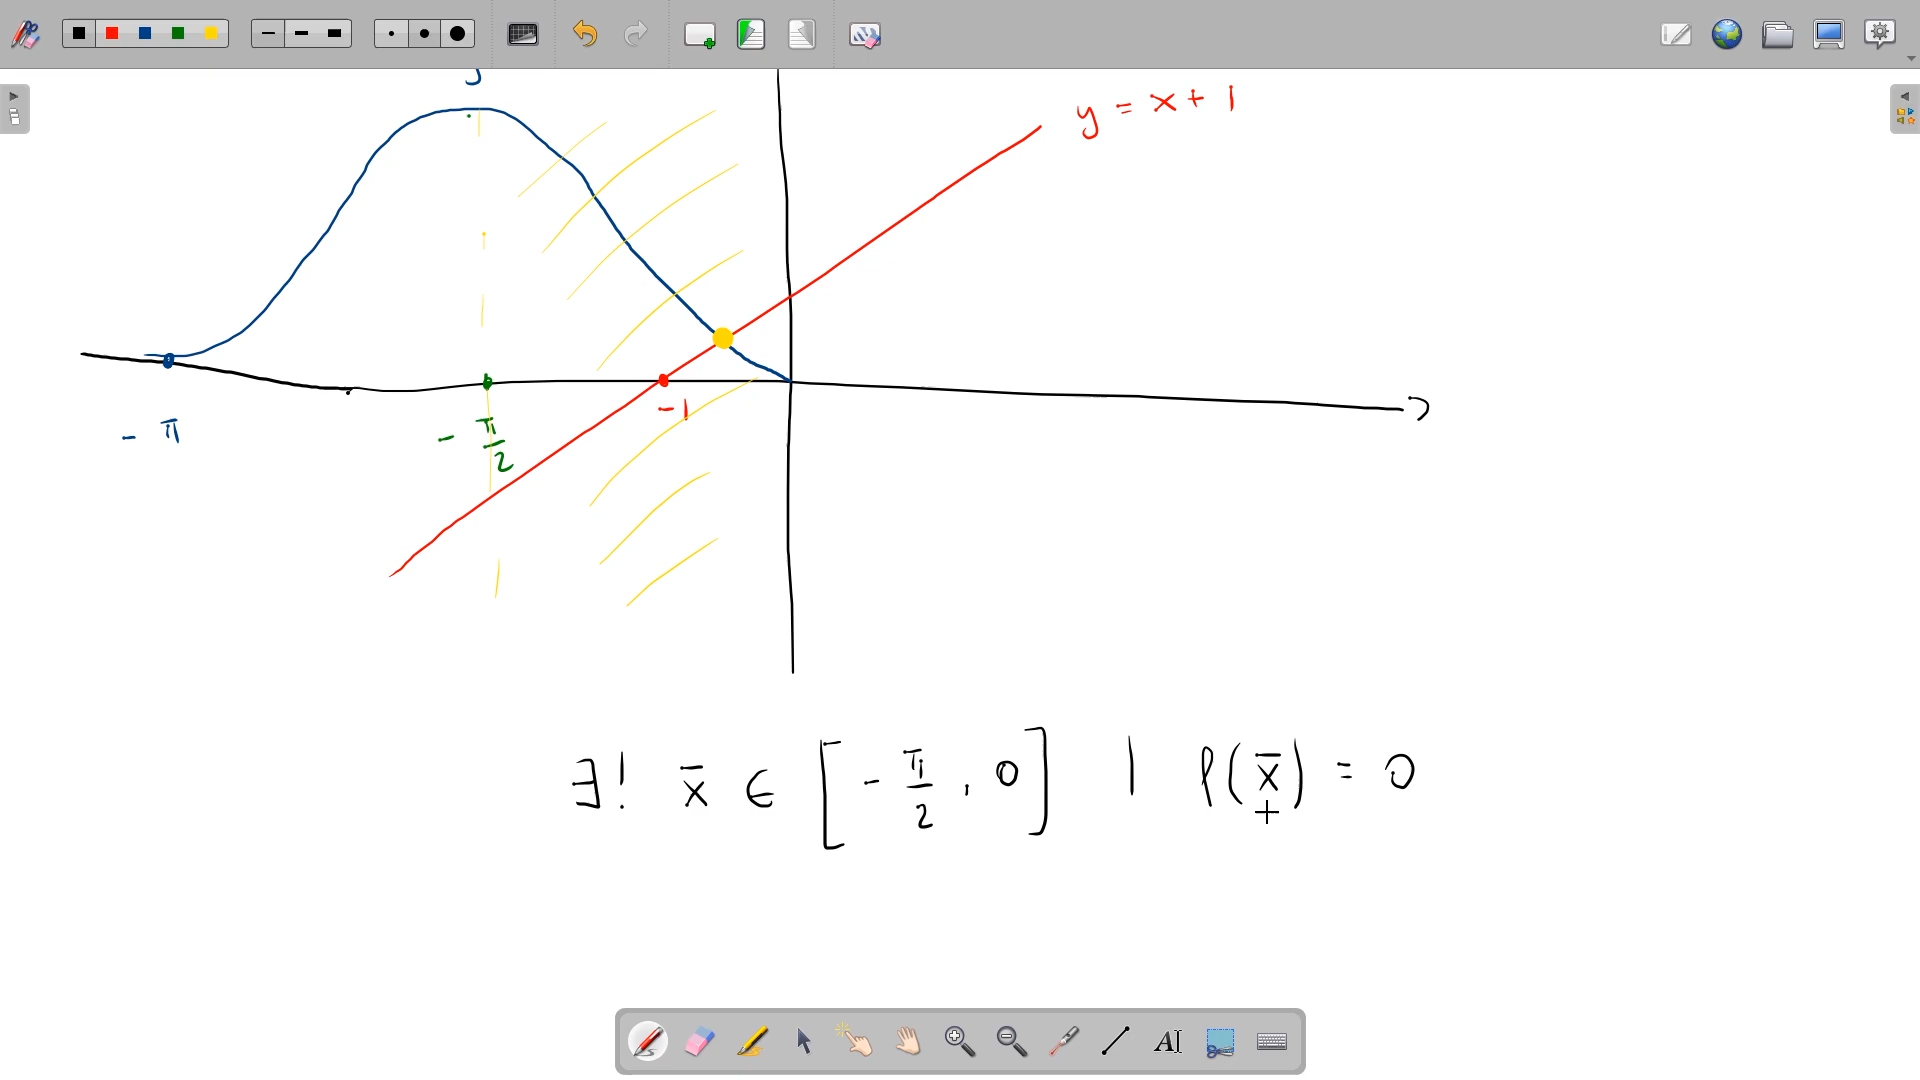 y = x + 1
-1
- π
- π/2
∃! x̄ ∈ [ - π/2 , 0 ] | f(x̄) = 0